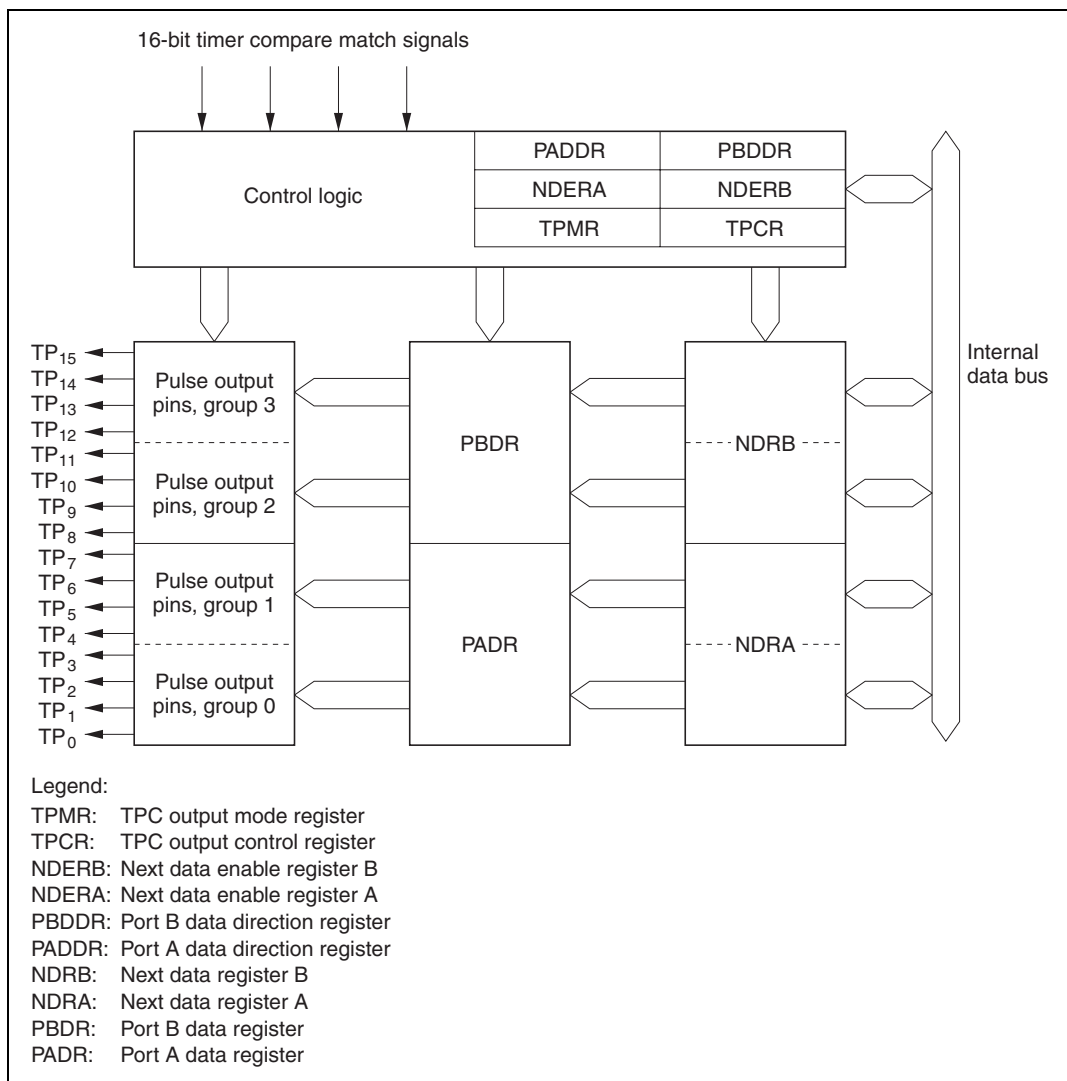 16-bit timer compare match signals
Control logic
PADDR PBDDR
NDERA NDERB
TPMR TPCR
Internal
data bus
TP15
TP14
TP13
TP12
TP11
TP10
TP9
TP8
TP7
TP6
TP5
TP4
TP3
TP2
TP1
TP0
Pulse output
pins, group 3
Pulse output
pins, group 2
Pulse output
pins, group 1
Pulse output
pins, group 0
PBDR
PADR
NDRB
NDRA
Legend:
TPMR: TPC output mode register
TPCR: TPC output control register
NDERB: Next data enable register B
NDERA: Next data enable register A
PBDDR: Port B data direction register
PADDR: Port A data direction register
NDRB: Next data register B
NDRA: Next data register A
PBDR: Port B data register
PADR: Port A data register